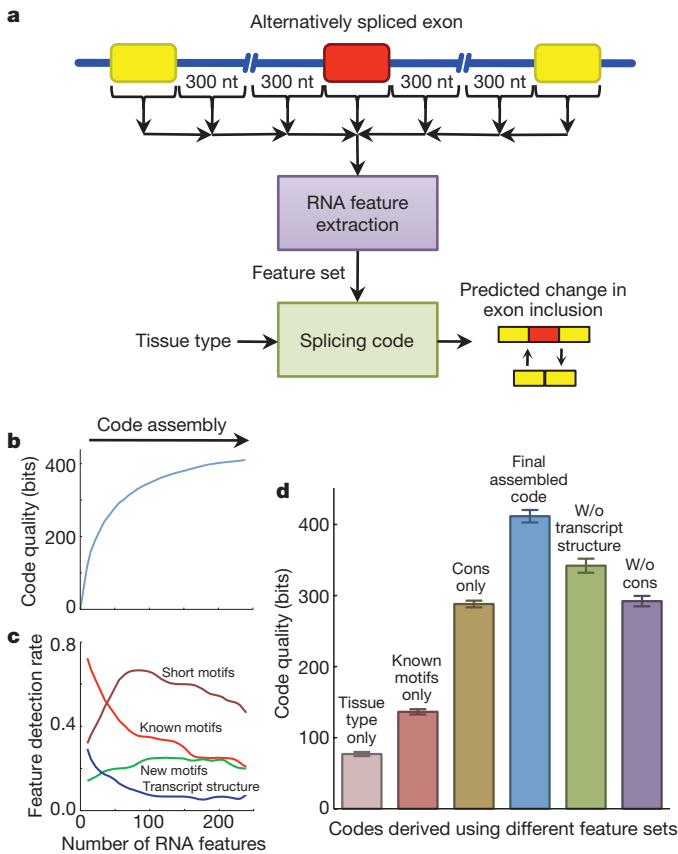 a
Alternatively spliced exon
300 nt 300 nt 300 nt 300 nt
RNA feature
extraction
Feature set
Tissue type
Splicing code
Predicted change in
exon inclusion
b
Code assembly
Code quality (bits)
400
200
0
c
Feature detection rate
0.8
0.4
0.0
Short motifs
Known motifs
New motifs
Transcript structure
0 100 200
Number of RNA features
d
Code quality (bits)
400
300
200
100
0
Tissue
type
only
Known
motifs
only
Cons
only
Final
assembled
code
W/o
transcript
structure
W/o
cons
Codes derived using different feature sets